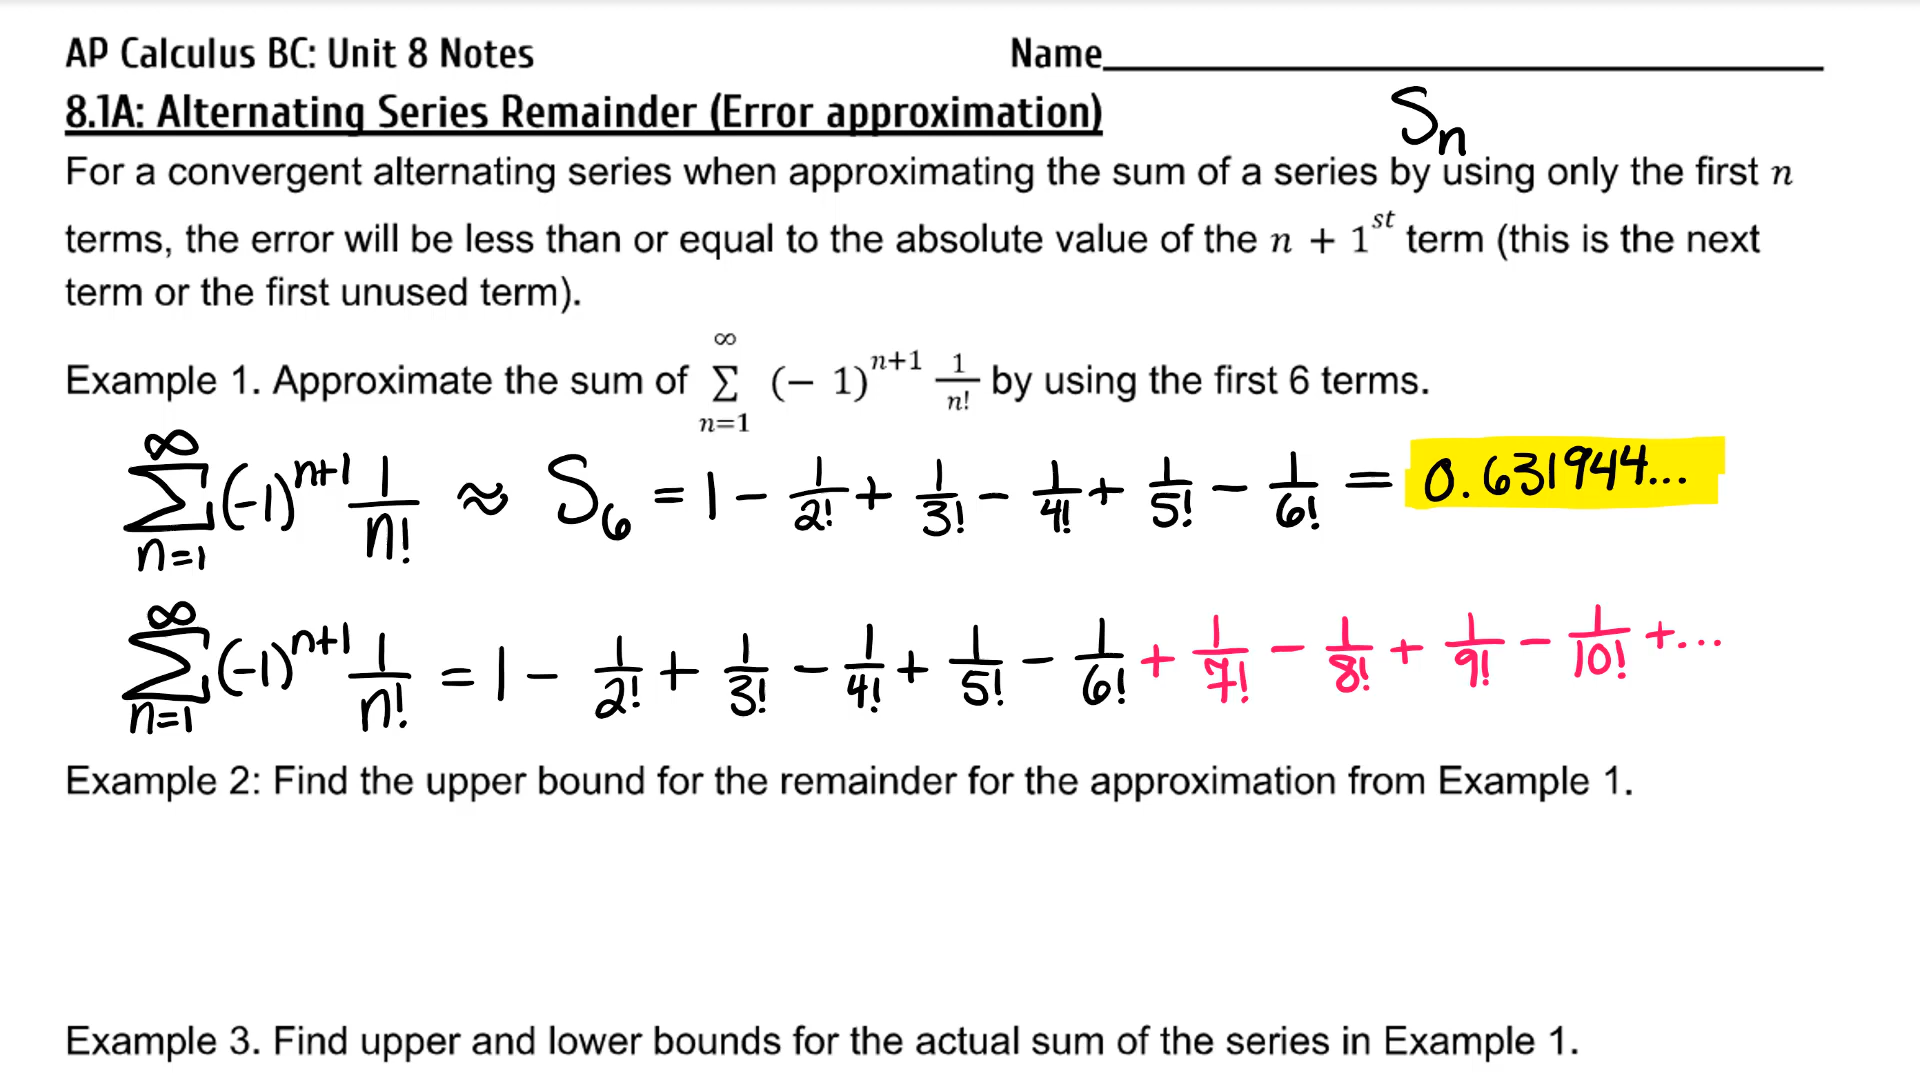 AP Calculus BC: Unit 8 Notes Name
8.1A: Alternating Series Remainder (Error approximation)
Sₙ
For a convergent alternating series when approximating the sum of a series by using only the first n
terms, the error will be less than or equal to the absolute value of the n + 1ˢᵗ term (this is the next
term or the first unused term).
Example 1. Approximate the sum of ∑_{n=1}^{∞} (− 1)^{n+1} 1/n! by using the first 6 terms.
∑_{n=1}^{∞} (-1)^{n+1} 1/n! ≈ S₆ = 1 - 1/2! + 1/3! - 1/4! + 1/5! - 1/6! = 0.631944...
∑_{n=1}^{∞} (-1)^{n+1} 1/n! = 1 - 1/2! + 1/3! - 1/4! + 1/5! - 1/6! + 1/7! - 1/8! + 1/9! - 1/10! + ...
Example 2: Find the upper bound for the remainder for the approximation from Example 1.
Example 3. Find upper and lower bounds for the actual sum of the series in Example 1.